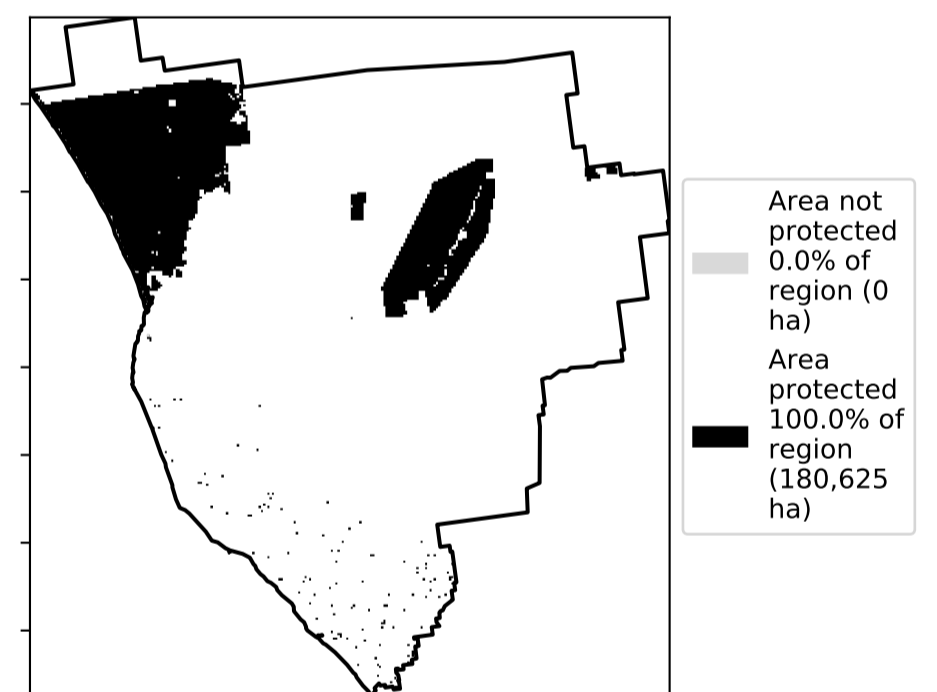 Area not
protected
0.0% of
region (0
ha)
Area
protected
100.0% of
region
(180,625
ha)